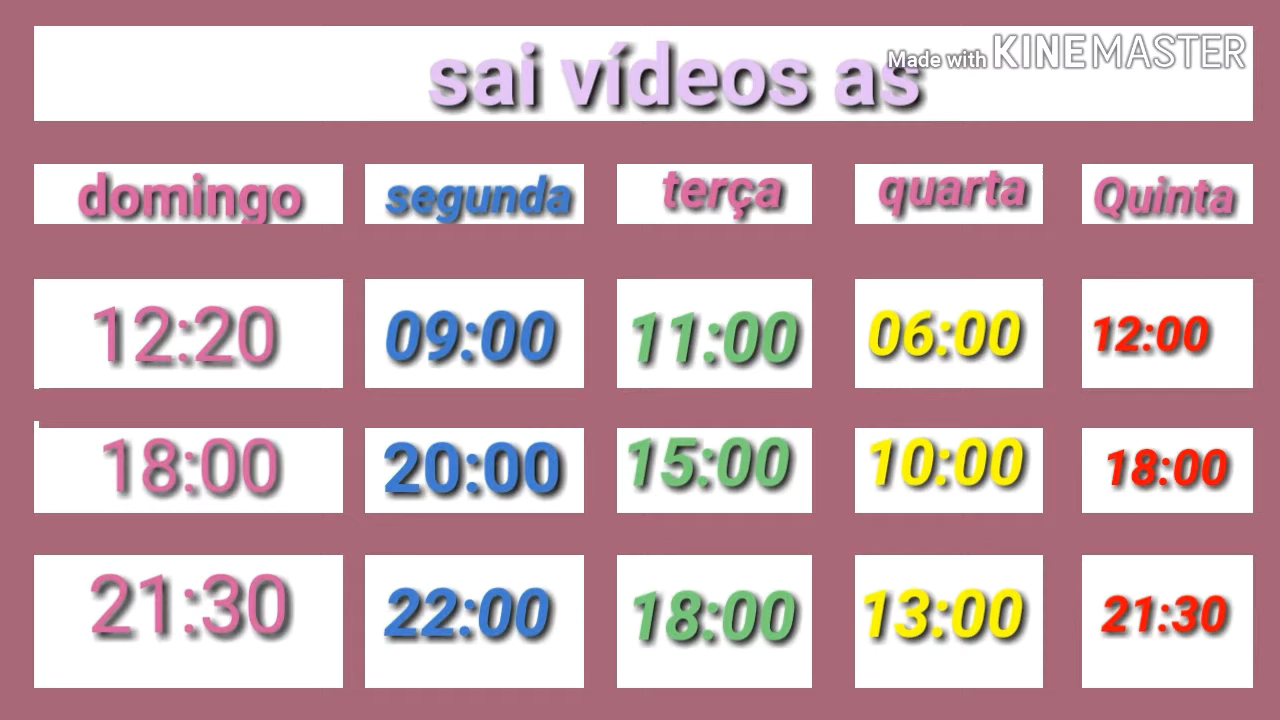 sai vídeos as
Made with KINEMASTER
domingo segunda terça quarta Quinta
12:20 09:00 11:00 06:00 12:00
18:00 20:00 15:00 10:00 18:00
21:30 22:00 18:00 13:00 21:30